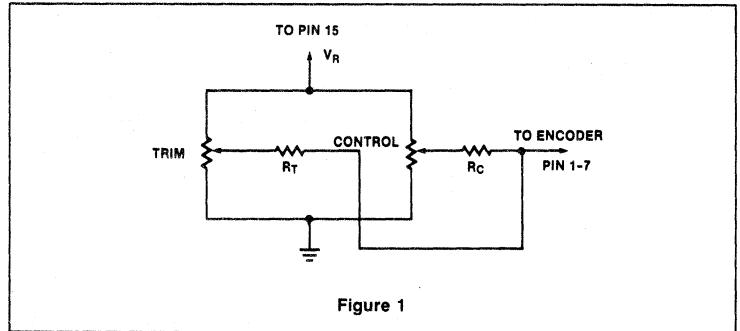 TO PIN 15
VR
TRIM
RT
CONTROL
RC
TO ENCODER
PIN 1-7
Figure 1